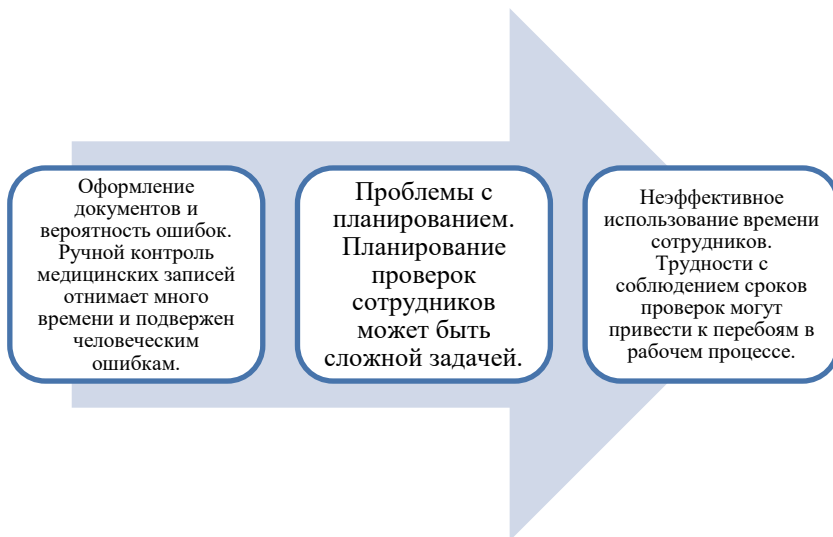 Оформление
документов и
вероятность ошибок.
Ручной контроль
медицинских записей
отнимает много
времени и подвержен
человеческим
ошибкам.
Проблемы с
планированием.
Планирование
проверок
сотрудников
может быть
сложной задачей.
Неэффективное
использование времени
сотрудников.
Трудности с
соблюдением сроков
проверок могут
привести к перебоям в
рабочем процессе.